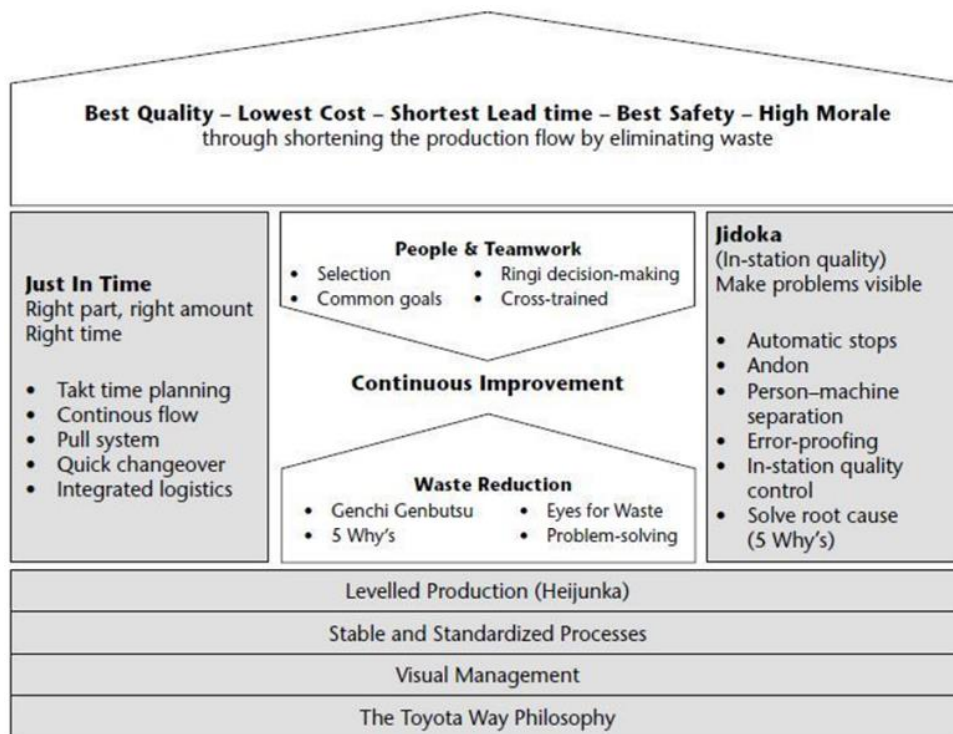 Best Quality – Lowest Cost – Shortest Lead time – Best Safety – High Morale
through shortening the production flow by eliminating waste
Just In Time
Right part, right amount
Right time
• Takt time planning
• Continous flow
• Pull system
• Quick changeover
• Integrated logistics
People & Teamwork
• Selection
• Common goals
• Ringi decision-making
• Cross-trained
Continuous Improvement
Waste Reduction
• Genchi Genbutsu
• 5 Why's
• Eyes for Waste
• Problem-solving
Jidoka
(In-station quality)
Make problems visible
• Automatic stops
• Andon
• Person–machine
separation
• Error-proofing
• In-station quality
control
• Solve root cause
(5 Why's)
Levelled Production (Heijunka)
Stable and Standardized Processes
Visual Management
The Toyota Way Philosophy